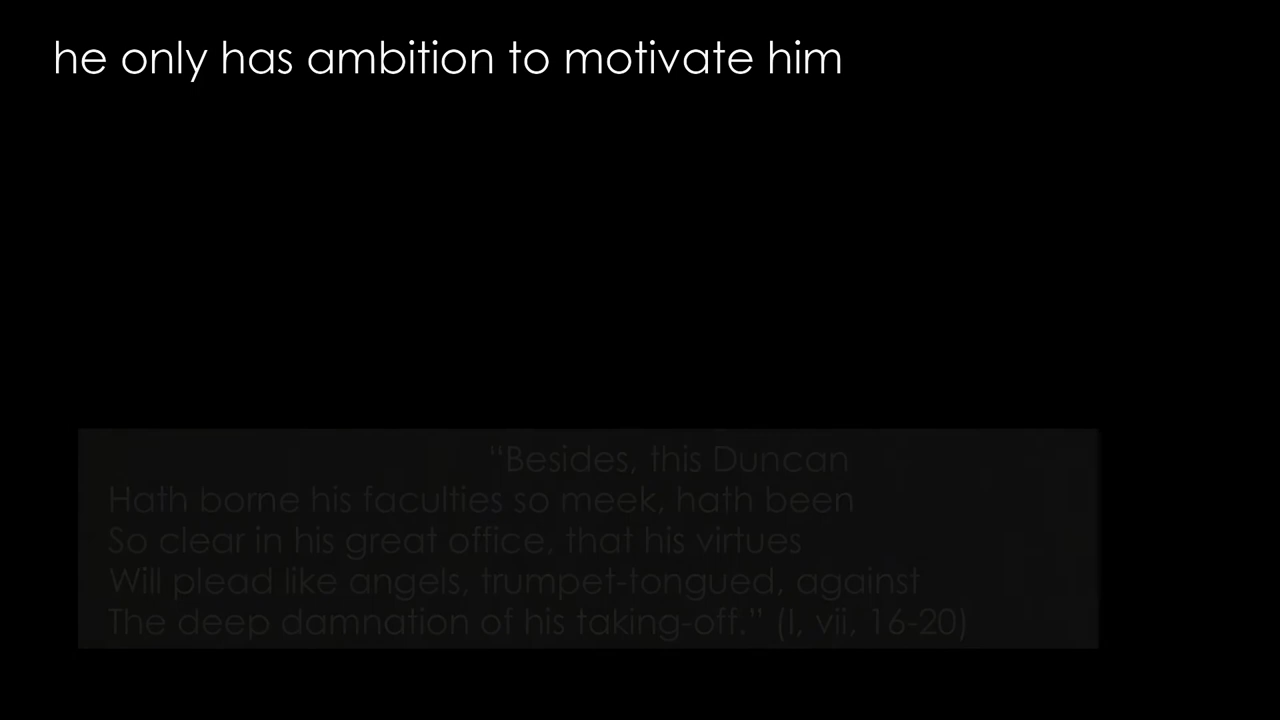 he only has ambition to motivate him
“Besides, this Duncan
Hath borne his faculties so meek, hath been
So clear in his great office, that his virtues
Will plead like angels, trumpet-tongued, against
The deep damnation of his taking-off.” (I, vii, 16-20)